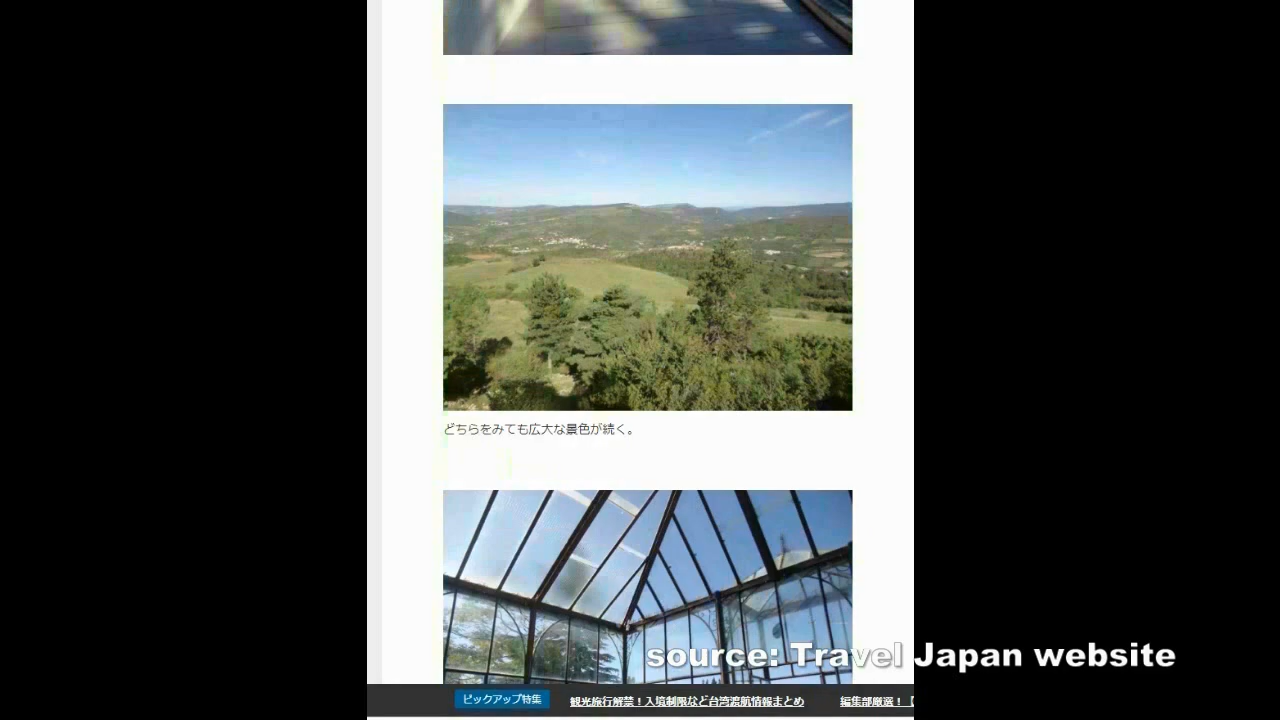 どちらをみても広大な景色が続く。
source: Travel Japan website
ピックアップ特集 観光旅行解禁！入境制限など台湾渡航情報まとめ 編集部厳選！【